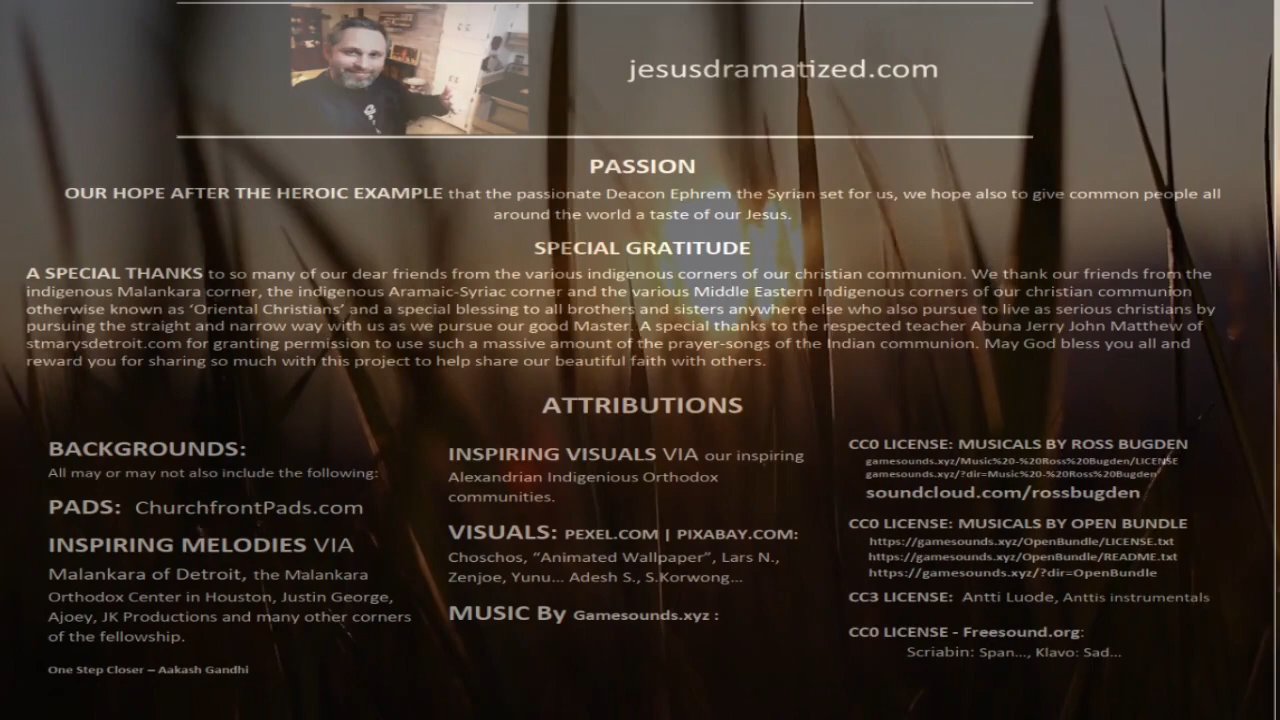 jesusdramatized.com
PASSION
OUR HOPE AFTER THE HEROIC EXAMPLE that the passionate Deacon Ephrem the Syrian set for us, we hope also to give common people all
around the world a taste of our Jesus.
SPECIAL GRATITUDE
A SPECIAL THANKS to so many of our dear friends from the various indigenous corners of our christian communion. We thank our friends from the
indigenous Malankara corner, the indigenous Aramaic-Syriac corner and the various Middle Eastern Indigenous corners of our christian communion
otherwise known as ‘Oriental Christians’ and a special blessing to all brothers and sisters anywhere else who also pursue to live as serious christians by
pursuing the straight and narrow way with us as we pursue our good Master. A special thanks to the respected teacher Abuna Jerry John Matthew of
stmarysdetroit.com for granting permission to use such a massive amount of the prayer-songs of the Indian communion. May God bless you all and
reward you for sharing so much with this project to help share our beautiful faith with others.
ATTRIBUTIONS
BACKGROUNDS:
All may or may not also include the following:
PADS: ChurchfrontPads.com
INSPIRING MELODIES VIA
Malankara of Detroit, the Malankara
Orthodox Center in Houston, Justin George,
Ajoey, JK Productions and many other corners
of the fellowship.
One Step Closer – Aakash Gandhi
INSPIRING VISUALS VIA our inspiring
Alexandrian Indigenious Orthodox
communities.
VISUALS: PEXEL.COM | PIXABAY.COM:
Choschos, “Animated Wallpaper”, Lars N.,
Zenjoe, Yunu... Adesh S., S.Korwong...
MUSIC By Gamesounds.xyz :
CC0 LICENSE: MUSICALS BY ROSS BUGDEN
gamesounds.xyz/Music%20-%20Ross%20Bugden/LICENSE
gamesounds.xyz/?dir=Music%20-%20Ross%20Bugden
soundcloud.com/rossbugden
CC0 LICENSE: MUSICALS BY OPEN BUNDLE
https://gamesounds.xyz/OpenBundle/LICENSE.txt
https://gamesounds.xyz/OpenBundle/README.txt
https://gamesounds.xyz/?dir=OpenBundle
CC3 LICENSE: Antti Luode, Anttis instrumentals
CC0 LICENSE - Freesound.org:
Scriabin: Span..., Klavo: Sad...